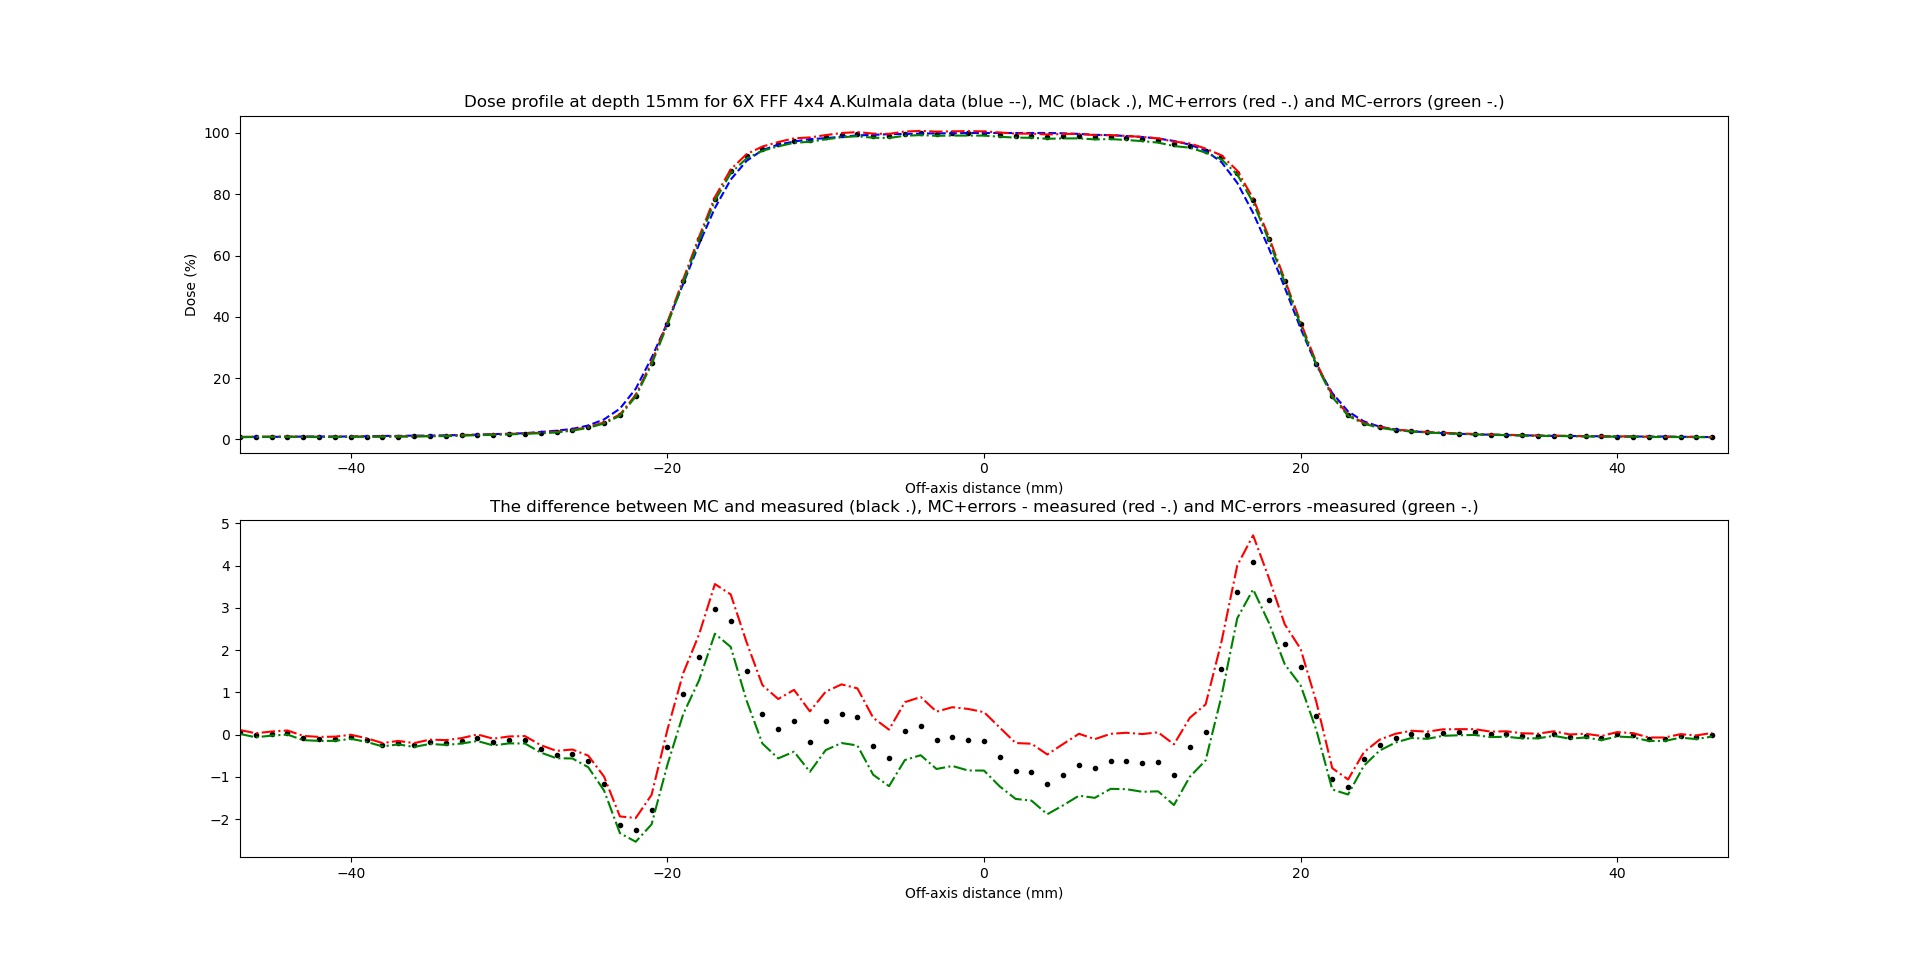 Dose profile at depth 15mm for 6X FFF 4x4 A.Kulmala data (blue --), MC (black .), MC+errors (red -.) and MC-errors (green -.)
100
80
60
40
20
0
Dose (%)
−40 −20 0 20 40
Off-axis distance (mm)
The difference between MC and measured (black .), MC+errors - measured (red -.) and MC-errors -measured (green -.)
5
4
3
2
1
0
−1
−2
−40 −20 0 20 40
Off-axis distance (mm)